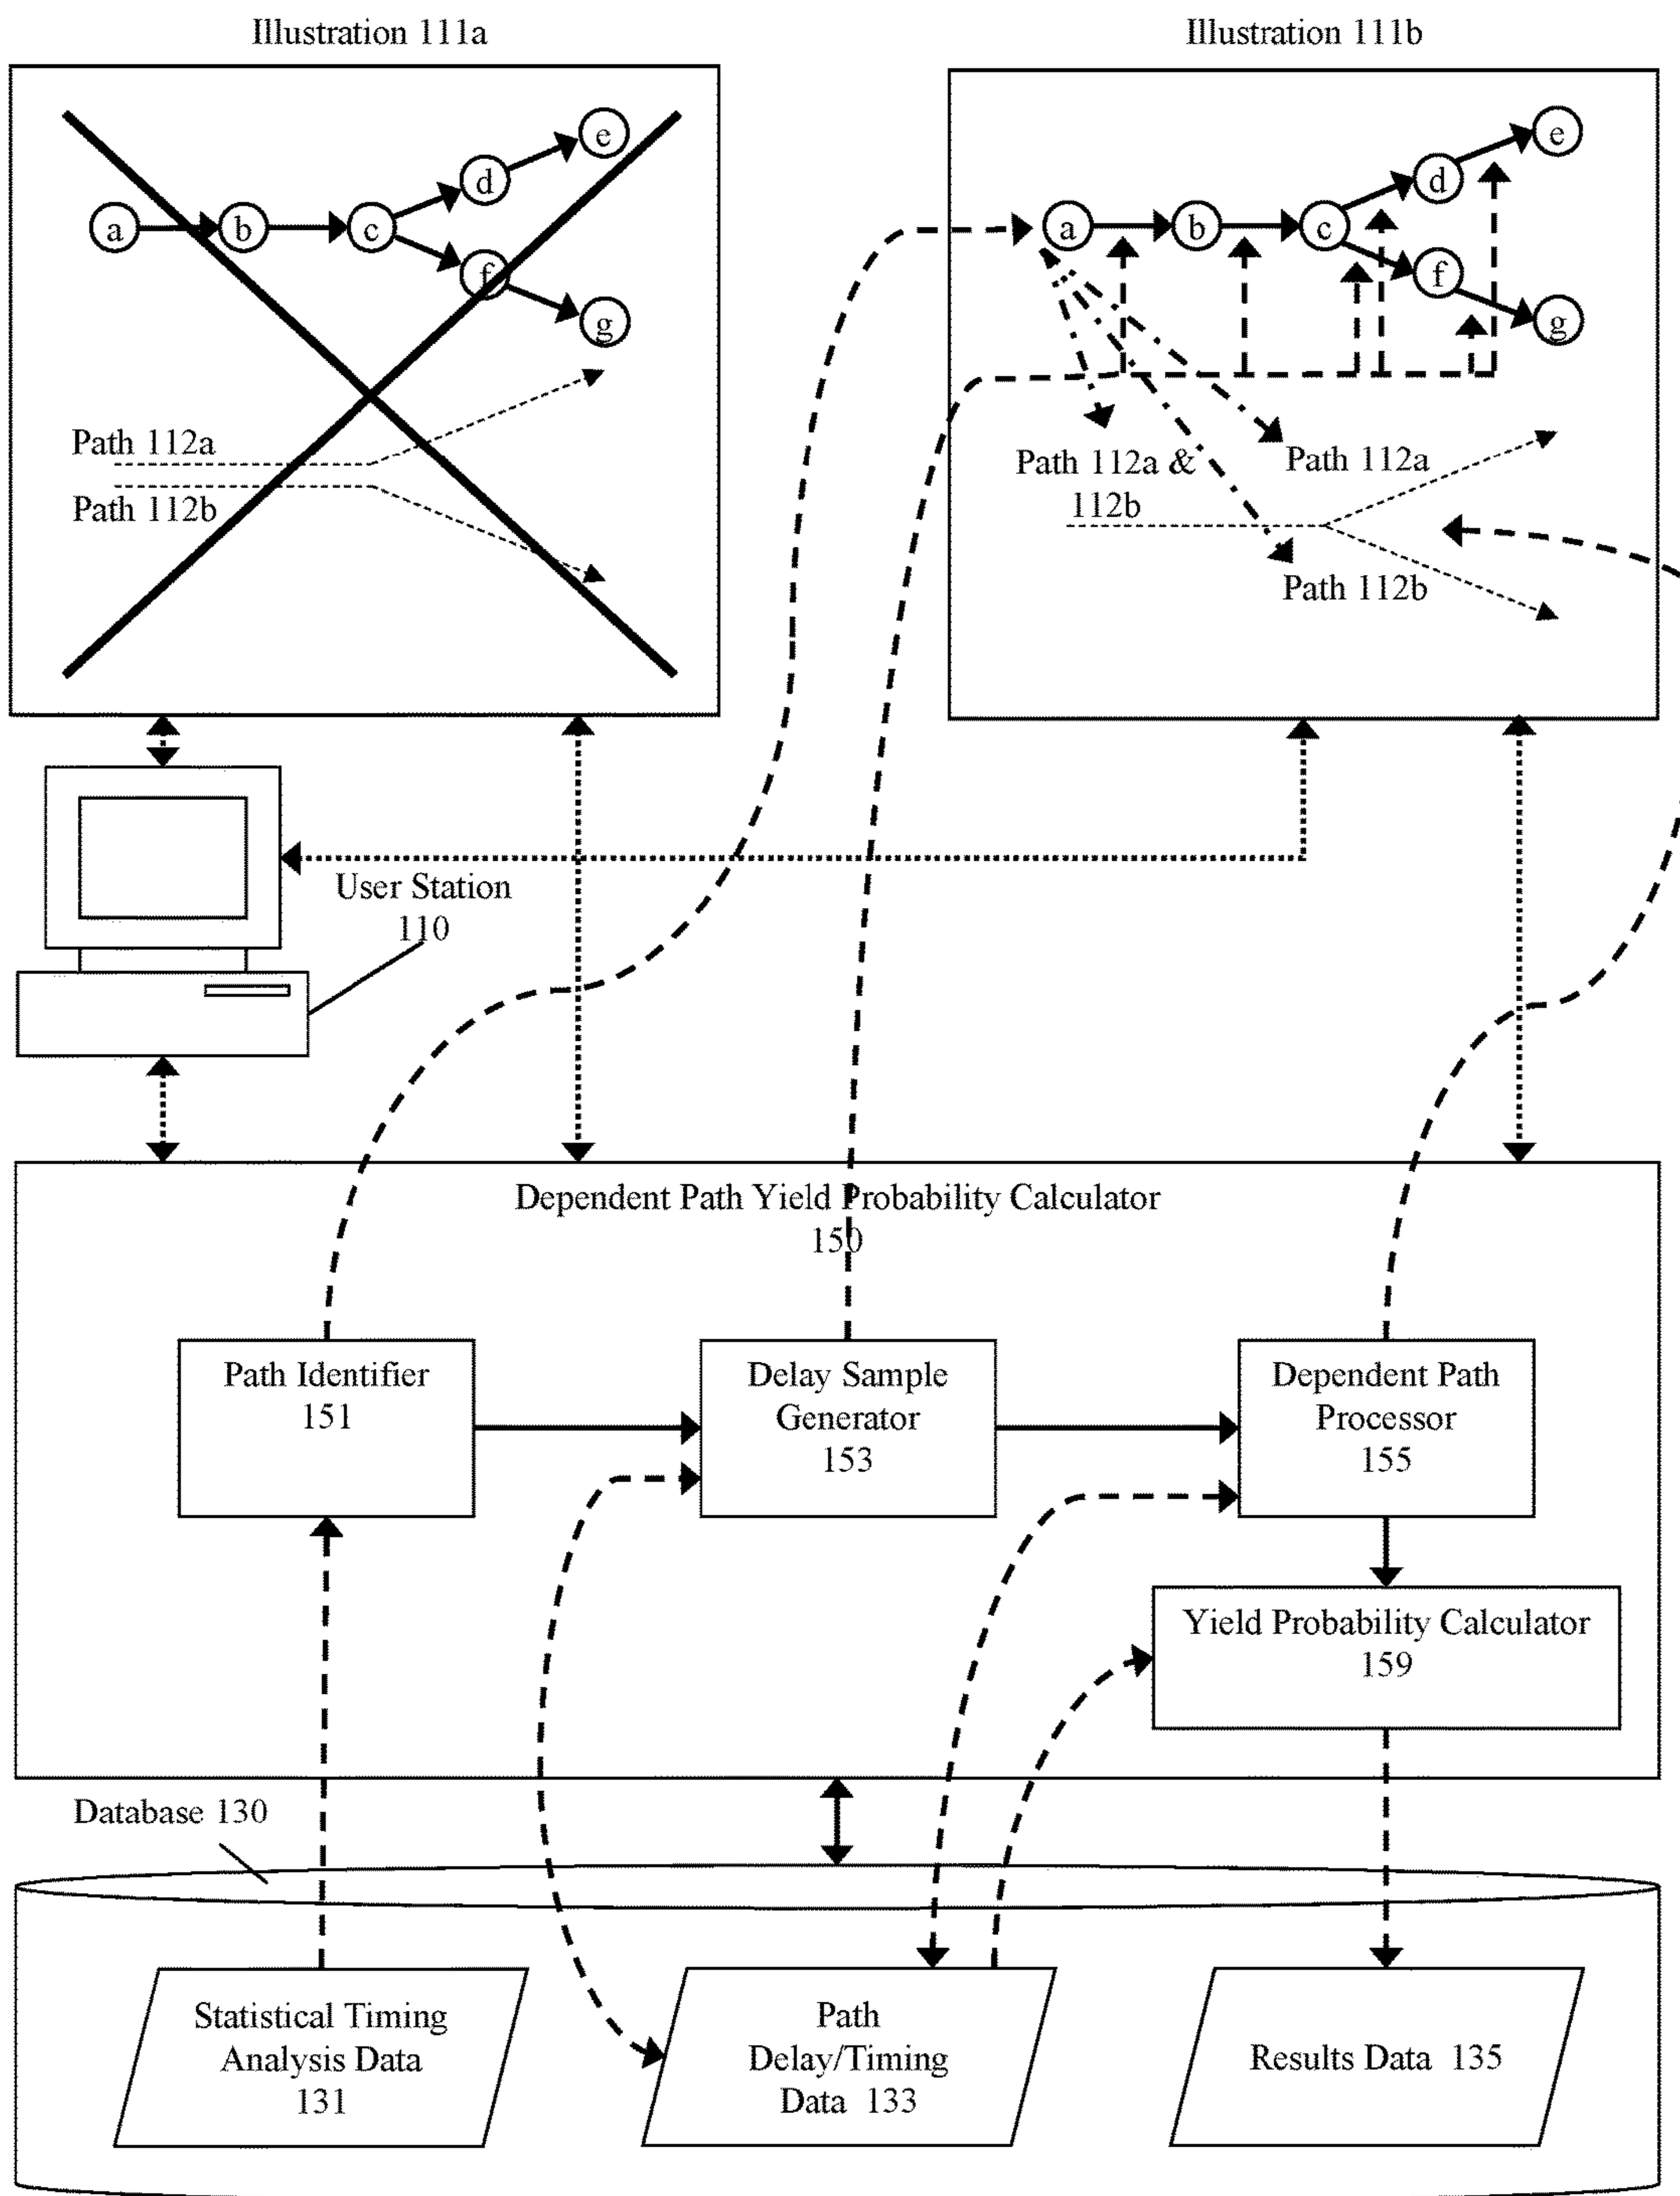 Illustration 111a
Illustration 111b
a
b
c
d
e
f
g
Path 112a
Path 112b
a
b
c
d
e
f
g
Path 112a &
112b
Path 112a
Path 112b
User Station
110
Dependent Path Yield Probability Calculator
150
Path Identifier
151
Delay Sample
Generator
153
Dependent Path
Processor
155
Yield Probability Calculator
159
Database 130
Statistical Timing
Analysis Data
131
Path
Delay/Timing
Data 133
Results Data 135